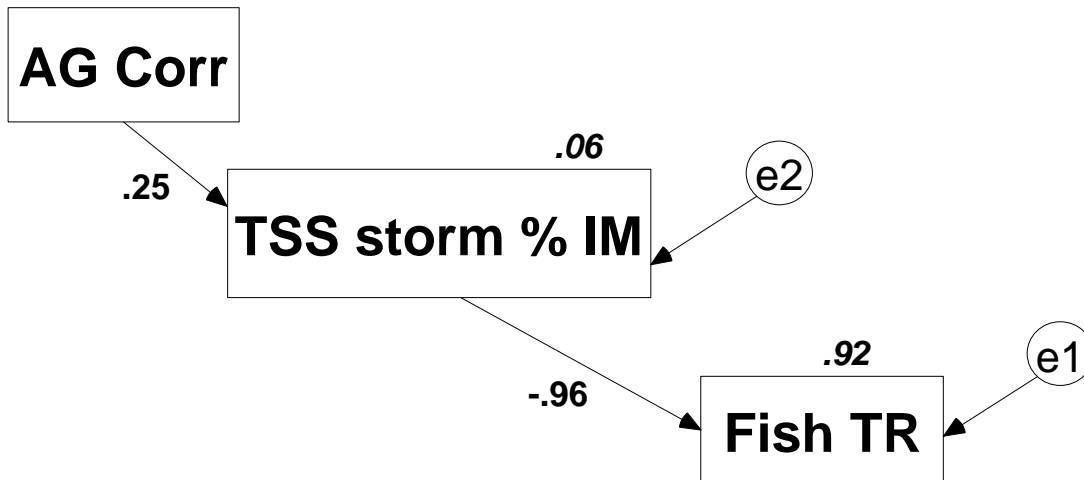 AG Corr
.06
e2
.25
TSS storm % IM
.92
e1
-.96
Fish TR